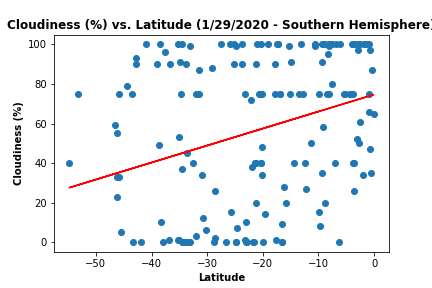 Cloudiness (%) vs. Latitude (1/29/2020 - Southern Hemisphere)
100
80
60
40
20
0
Cloudiness (%)
−50 −40 −30 −20 −10 0
Latitude